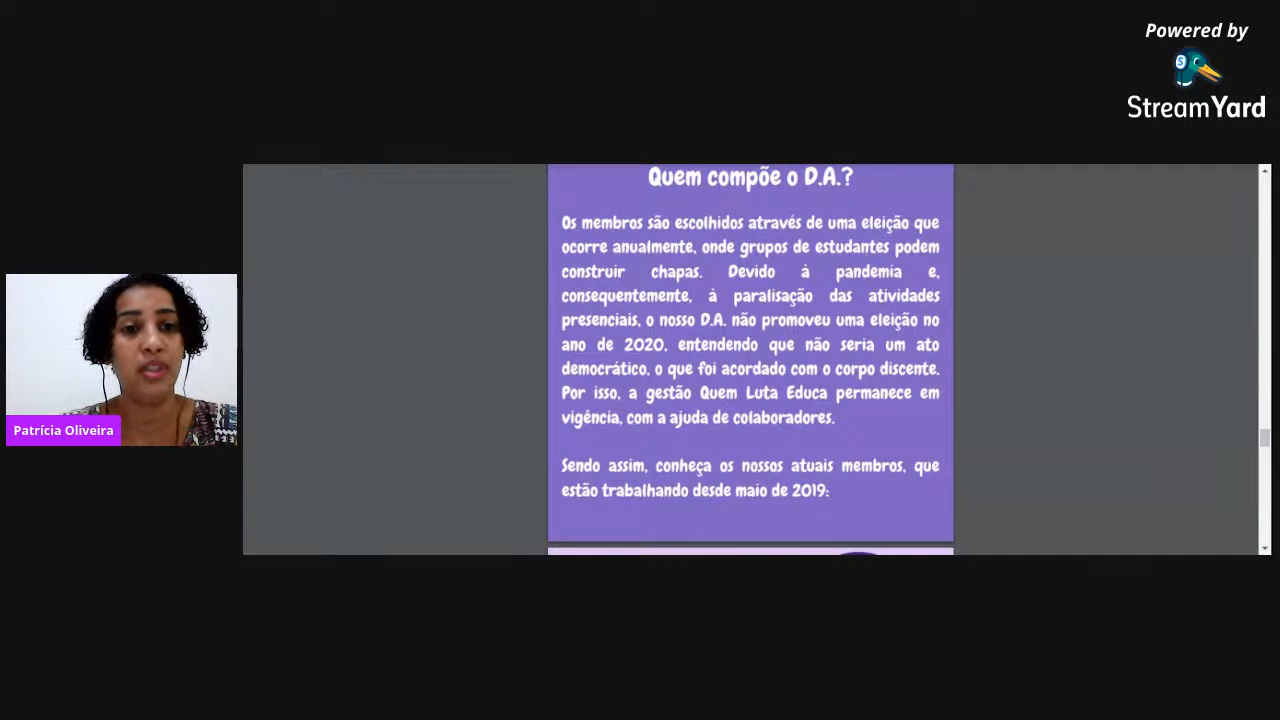 Powered by
StreamYard
Quem compõe o D.A.?
Os membros são escolhidos através de uma eleição que
ocorre anualmente, onde grupos de estudantes podem
construir chapas. Devido à pandemia e,
consequentemente, à paralisação das atividades
presenciais, o nosso D.A. não promoveu uma eleição no
ano de 2020, entendendo que não seria um ato
democrático, o que foi acordado com o corpo discente.
Por isso, a gestão Quem Luta Educa permanece em
vigência, com a ajuda de colaboradores.
Sendo assim, conheça os nossos atuais membros, que
estão trabalhando desde maio de 2019:
Patrícia Oliveira